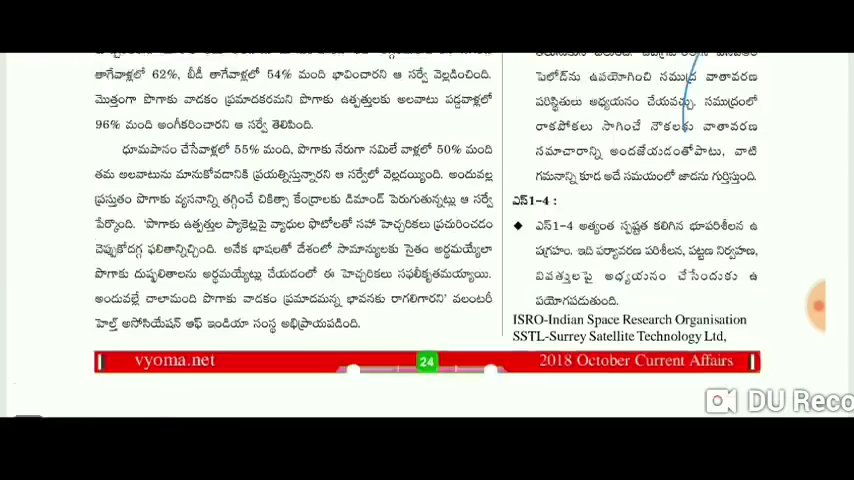 తాగేవాళ్లలో 62%, బీడీ తాగేవాళ్లలో 54% మంది భావించారని ఆ సర్వే వెల్లడించింది.
మొత్తంగా పొగాకు వాడకం ప్రమాదకరమని పొగాకు ఉత్పత్తులకు అలవాటు పడ్డవాళ్లలో
96% మంది అంగీకరించారని ఆ సర్వే తెలిపింది.
ధూమపానం చేసేవాళ్లలో 55% మంది, పొగాకు నేరుగా నమిలే వాళ్లలో 50% మంది
తమ అలవాటును మానుకోవడానికి ప్రయత్నిస్తున్నారని ఆ సర్వేలో వెల్లడయ్యింది. అందువల్ల
ప్రస్తుతం పొగాకు వ్యసనాన్ని తగ్గించే చికిత్సా కేంద్రాలకు డిమాండ్ పెరుగుతున్నట్లు ఆ సర్వే
పేర్కొంది. 'పొగాకు ఉత్పత్తుల ప్యాకెట్లపై వ్యాధుల ఫొటోలతో సహా హెచ్చరికలు ప్రచురించడం
చెప్పుకోదగ్గ ఫలితాన్నిచ్చింది. అనేక భాషలతో దేశంలో సామాన్యులకు సైతం అర్థమయ్యేలా
పొగాకు దుష్ఫలితాలను అర్థమయ్యేట్లు చేయడంలో ఈ హెచ్చరికలు సఫలీకృతమయ్యాయి.
అందువల్లే చాలామంది పొగాకు వాడకం ప్రమాదమన్న భావనకు రాగలిగారని' వలంటరీ
హెల్త్ అసోసియేషన్ ఆఫ్ ఇండియా సంస్థ అభిప్రాయపడింది.
పెలోడ్‌ను ఉపయోగించి సముద్ర వాతావరణ
పరిస్థితులు అధ్యయనం చేయవచ్చు. సముద్రంలో
రాకపోకలు సాగించే నౌకలకు వాతావరణ
సమాచారాన్ని అందజేయుడంతోపాటు, వాటి
గమనాన్ని కూడ అదే సమయంలో జాడను గుర్తిస్తుంది.
ఎస్1-4 :
◆ ఎస్1-4 అత్యంత స్పష్టత కలిగిన భూపరిశీలన ఉ
పగ్రహం. ఇది పర్యావరణ పరిశీలన, పట్టణ నిర్వహణ,
విపత్తులపై అధ్యయనం చేసేందుకు ఉ
పయోగపడుతుంది.
ISRO-Indian Space Research Organisation
SSTL-Surrey Satellite Technology Ltd,
vyoma.net
24
2018 October Current Affairs
DU Reco